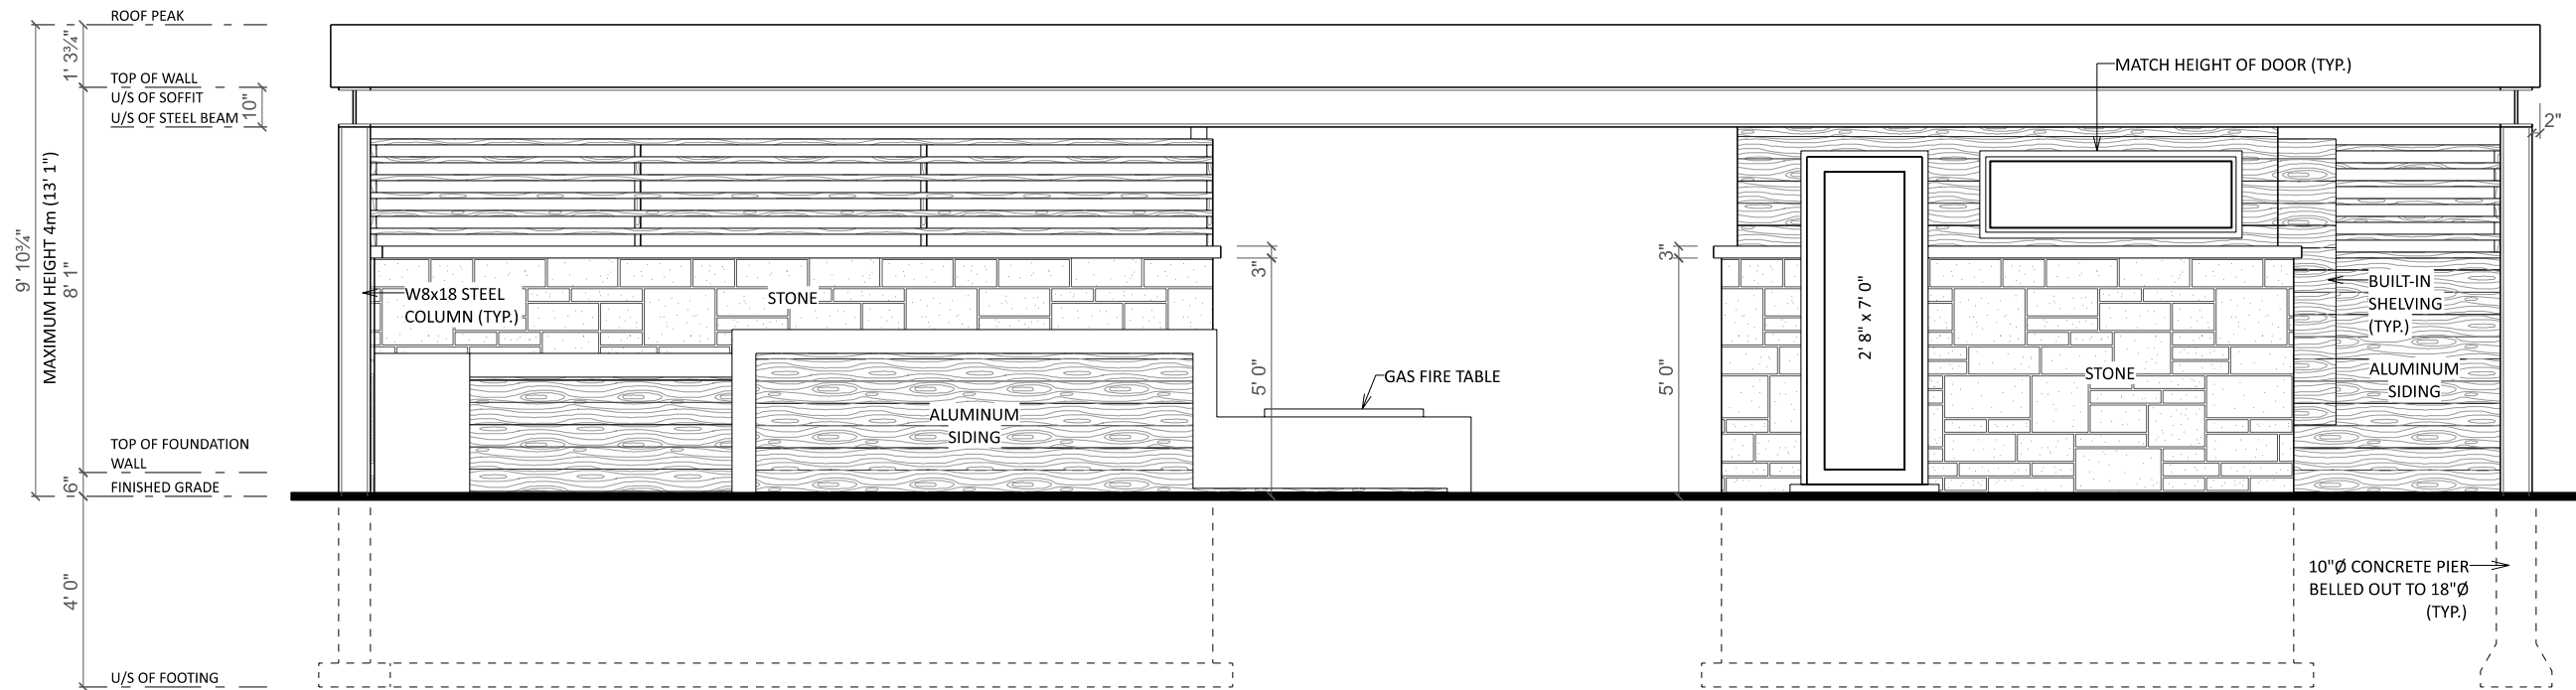 ROOF PEAK
1' 3¾"
TOP OF WALL
U/S OF SOFFIT
U/S OF STEEL BEAM
10"
MATCH HEIGHT OF DOOR (TYP.)
2"
9' 10¾"
MAXIMUM HEIGHT 4m (13' 1")
8' 1"
W8x18 STEEL
COLUMN (TYP.)
STONE
3"
5' 0"
GAS FIRE TABLE
ALUMINUM
SIDING
3"
5' 0"
2' 8" x 7' 0"
STONE
BUILT-IN
SHELVING
(TYP.)
ALUMINUM
SIDING
TOP OF FOUNDATION
WALL
6"
FINISHED GRADE
4' 0"
10"Ø CONCRETE PIER
BELLED OUT TO 18"Ø
(TYP.)
U/S OF FOOTING